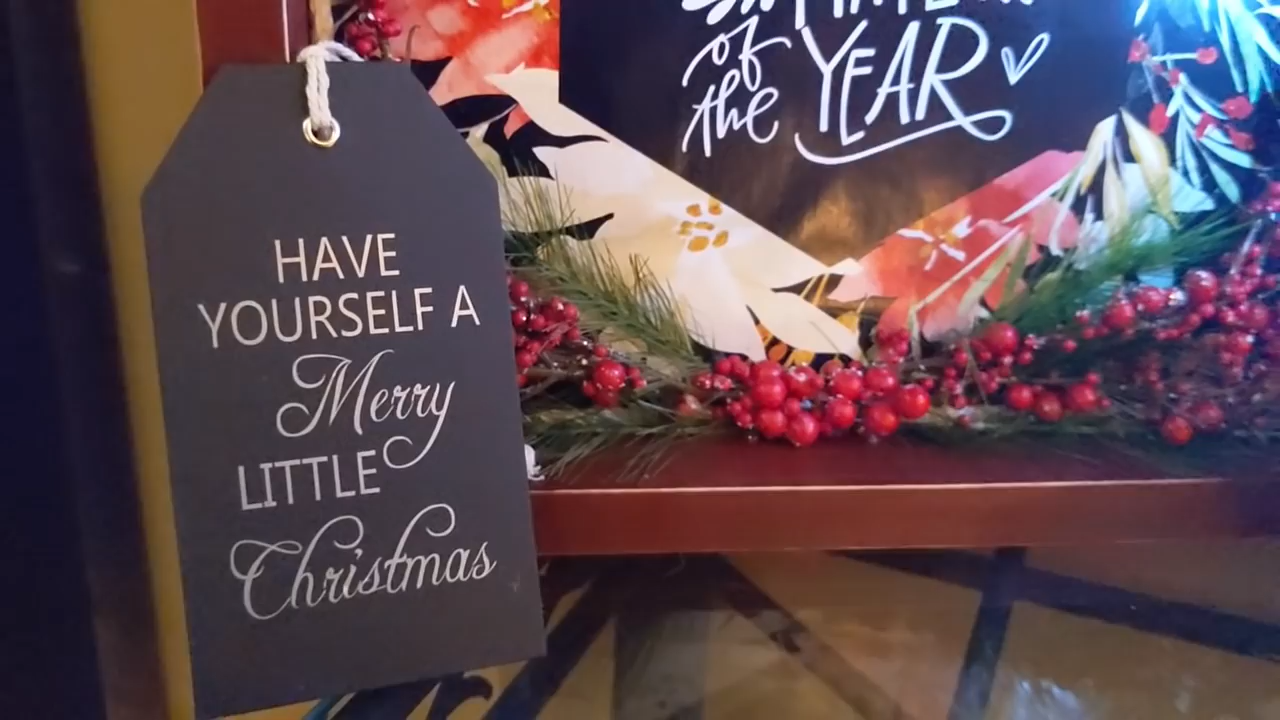 HAVE
YOURSELF A
Merry
LITTLE
Christmas
of
the YEAR